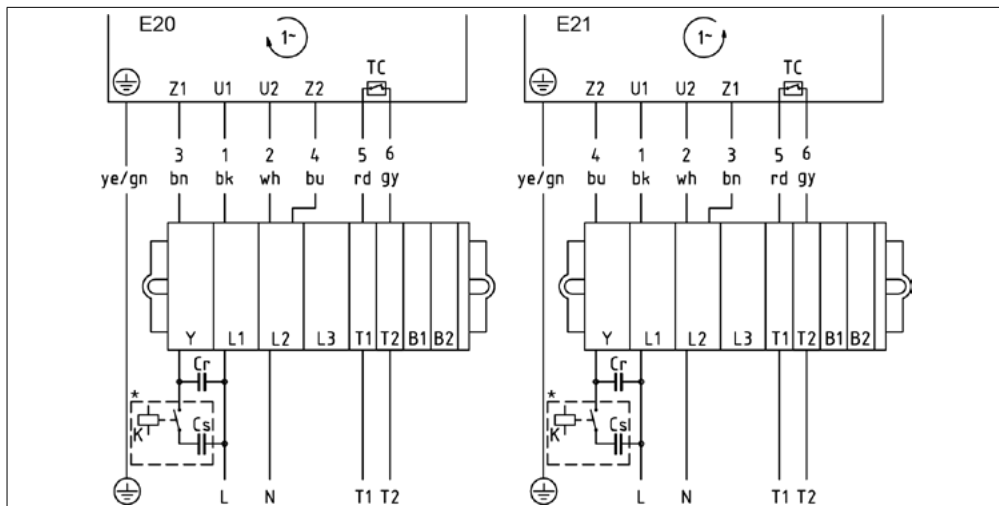 E20
1~
TC
Z1 U1 U2 Z2
3 1 2 4 5 6
ye/gn bn bk wh bu rd gy
Y L1 L2 L3 T1 T2 B1 B2
Cr
*
K
Cs
L N T1 T2
E21
1~
TC
Z2 U1 U2 Z1
4 1 2 3 5 6
ye/gn bu bk wh bn rd gy
Y L1 L2 L3 T1 T2 B1 B2
Cr
*
K
Cs
L N T1 T2